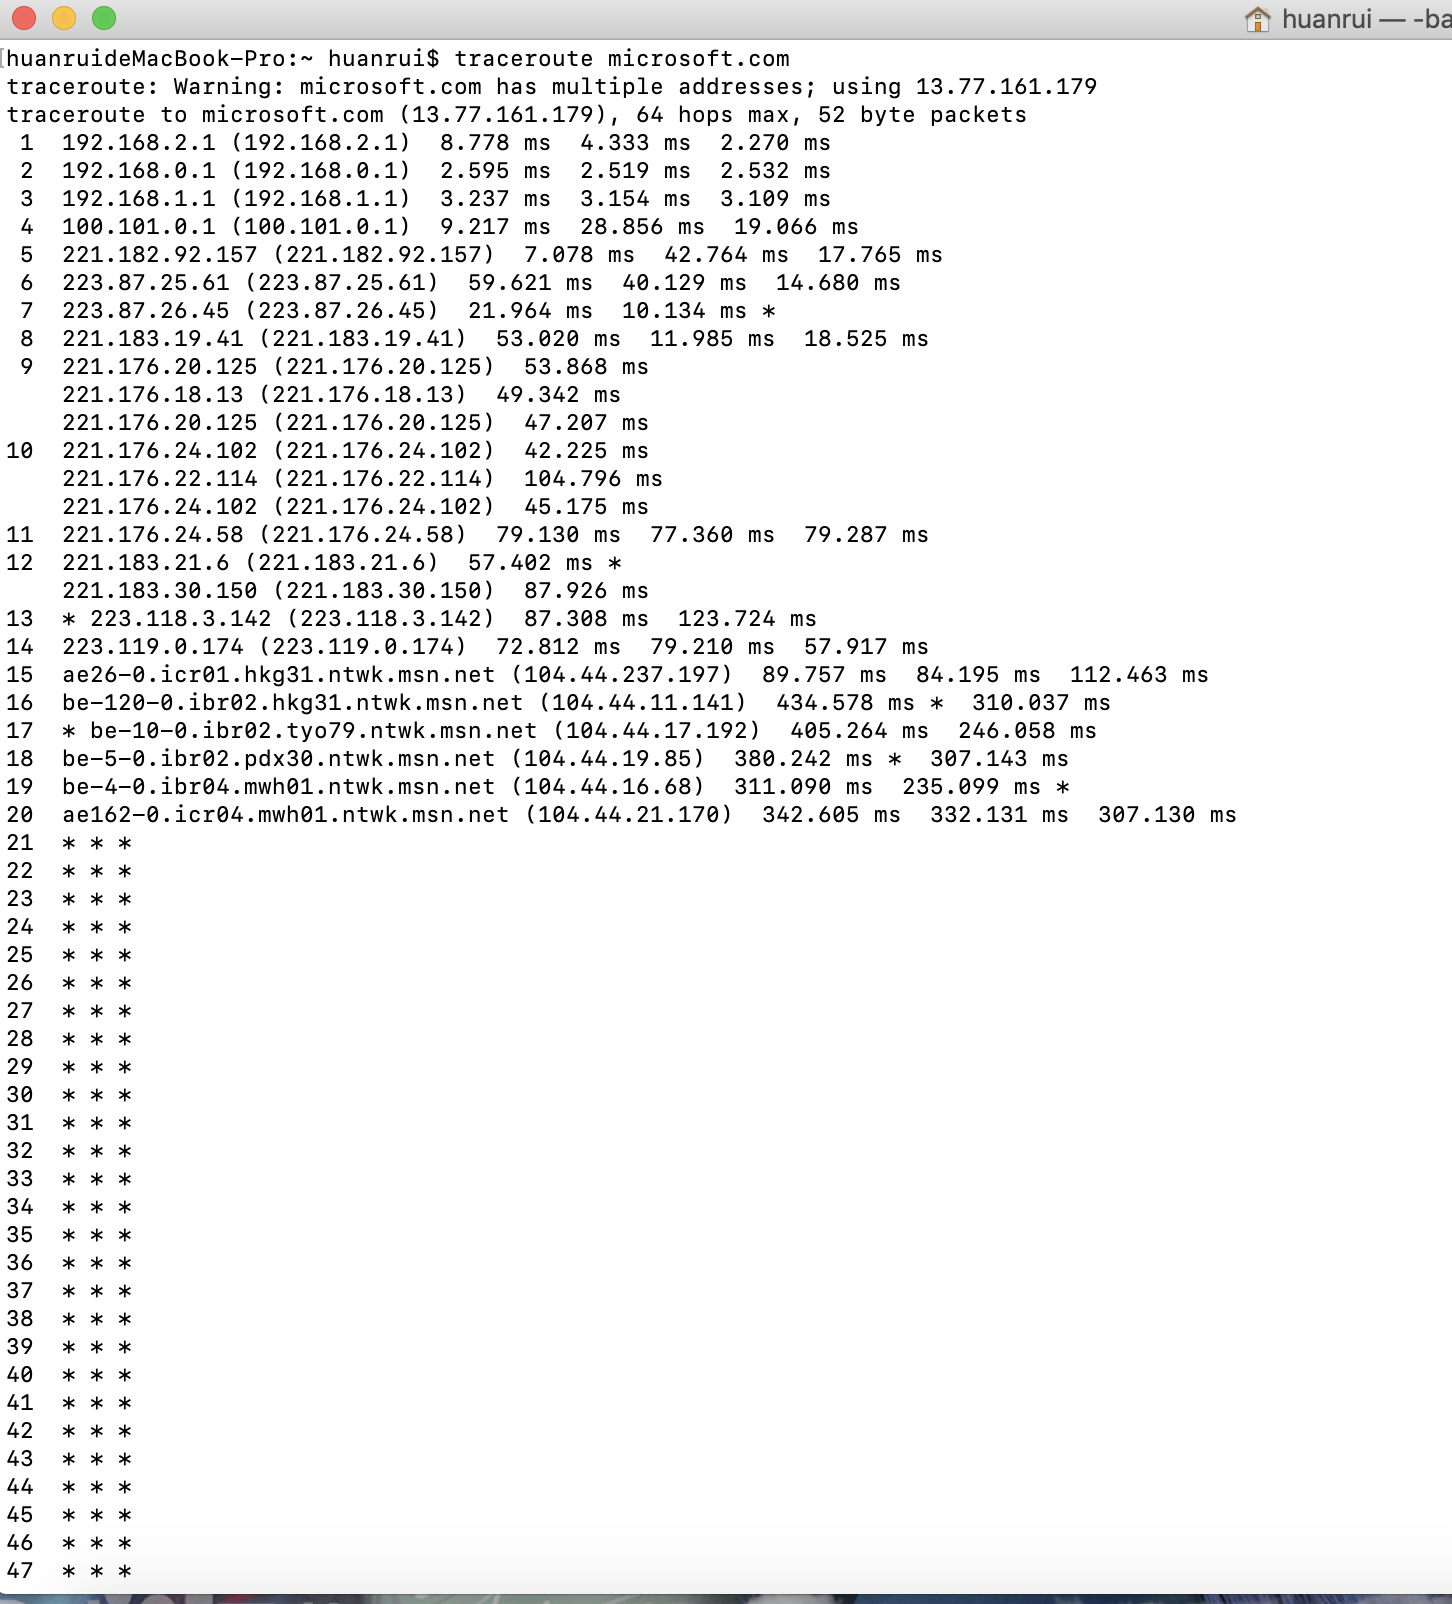 huanrui — -ba
huanruideMacBook-Pro:~ huanrui$ traceroute microsoft.com
traceroute: Warning: microsoft.com has multiple addresses; using 13.77.161.179
traceroute to microsoft.com (13.77.161.179), 64 hops max, 52 byte packets
 1  192.168.2.1 (192.168.2.1)  8.778 ms  4.333 ms  2.270 ms
 2  192.168.0.1 (192.168.0.1)  2.595 ms  2.519 ms  2.532 ms
 3  192.168.1.1 (192.168.1.1)  3.237 ms  3.154 ms  3.109 ms
 4  100.101.0.1 (100.101.0.1)  9.217 ms  28.856 ms  19.066 ms
 5  221.182.92.157 (221.182.92.157)  7.078 ms  42.764 ms  17.765 ms
 6  223.87.25.61 (223.87.25.61)  59.621 ms  40.129 ms  14.680 ms
 7  223.87.26.45 (223.87.26.45)  21.964 ms  10.134 ms *
 8  221.183.19.41 (221.183.19.41)  53.020 ms  11.985 ms  18.525 ms
 9  221.176.20.125 (221.176.20.125)  53.868 ms
    221.176.18.13 (221.176.18.13)  49.342 ms
    221.176.20.125 (221.176.20.125)  47.207 ms
10  221.176.24.102 (221.176.24.102)  42.225 ms
    221.176.22.114 (221.176.22.114)  104.796 ms
    221.176.24.102 (221.176.24.102)  45.175 ms
11  221.176.24.58 (221.176.24.58)  79.130 ms  77.360 ms  79.287 ms
12  221.183.21.6 (221.183.21.6)  57.402 ms *
    221.183.30.150 (221.183.30.150)  87.926 ms
13  * 223.118.3.142 (223.118.3.142)  87.308 ms  123.724 ms
14  223.119.0.174 (223.119.0.174)  72.812 ms  79.210 ms  57.917 ms
15  ae26-0.icr01.hkg31.ntwk.msn.net (104.44.237.197)  89.757 ms  84.195 ms  112.463 ms
16  be-120-0.ibr02.hkg31.ntwk.msn.net (104.44.11.141)  434.578 ms *  310.037 ms
17  * be-10-0.ibr02.tyo79.ntwk.msn.net (104.44.17.192)  405.264 ms  246.058 ms
18  be-5-0.ibr02.pdx30.ntwk.msn.net (104.44.19.85)  380.242 ms *  307.143 ms
19  be-4-0.ibr04.mwh01.ntwk.msn.net (104.44.16.68)  311.090 ms  235.099 ms *
20  ae162-0.icr04.mwh01.ntwk.msn.net (104.44.21.170)  342.605 ms  332.131 ms  307.130 ms
21  * * *
22  * * *
23  * * *
24  * * *
25  * * *
26  * * *
27  * * *
28  * * *
29  * * *
30  * * *
31  * * *
32  * * *
33  * * *
34  * * *
35  * * *
36  * * *
37  * * *
38  * * *
39  * * *
40  * * *
41  * * *
42  * * *
43  * * *
44  * * *
45  * * *
46  * * *
47  * * *